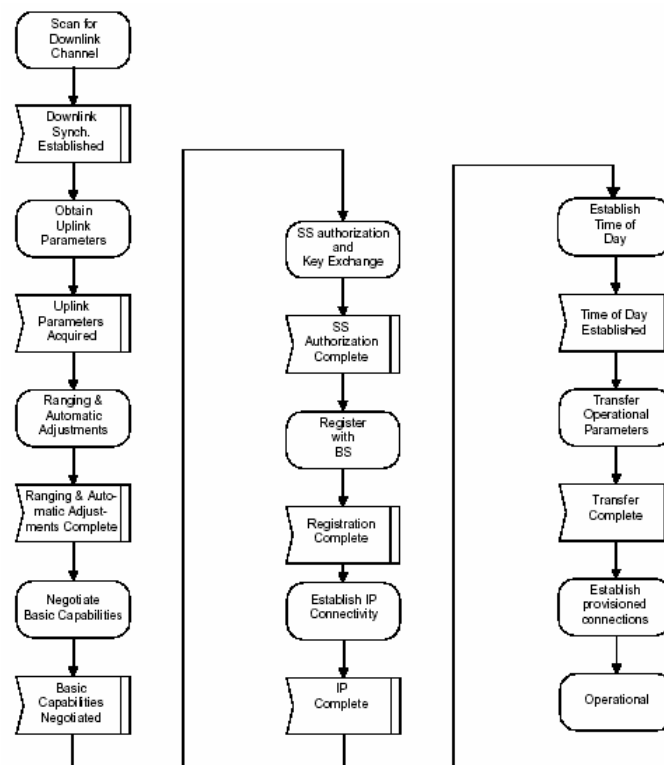 Scan for
Downlink
Channel
Downlink
Synch.
Established
Obtain
Uplink
Parameters
Uplink
Parameters
Acquired
Ranging &
Automatic
Adjustments
Ranging & Auto-
matic Adjust-
ments Complete
Negotiate
Basic Capabilities
Basic
Capabilities
Negotiated
SS authorization
and
Key Exchange
SS
Authorization
Complete
Register
with
BS
Registration
Complete
Establish IP
Connectivity
IP
Complete
Establish
Time of
Day
Time of Day
Established
Transfer
Operational
Parameters
Transfer
Complete
Establish
provisioned
connections
Operational